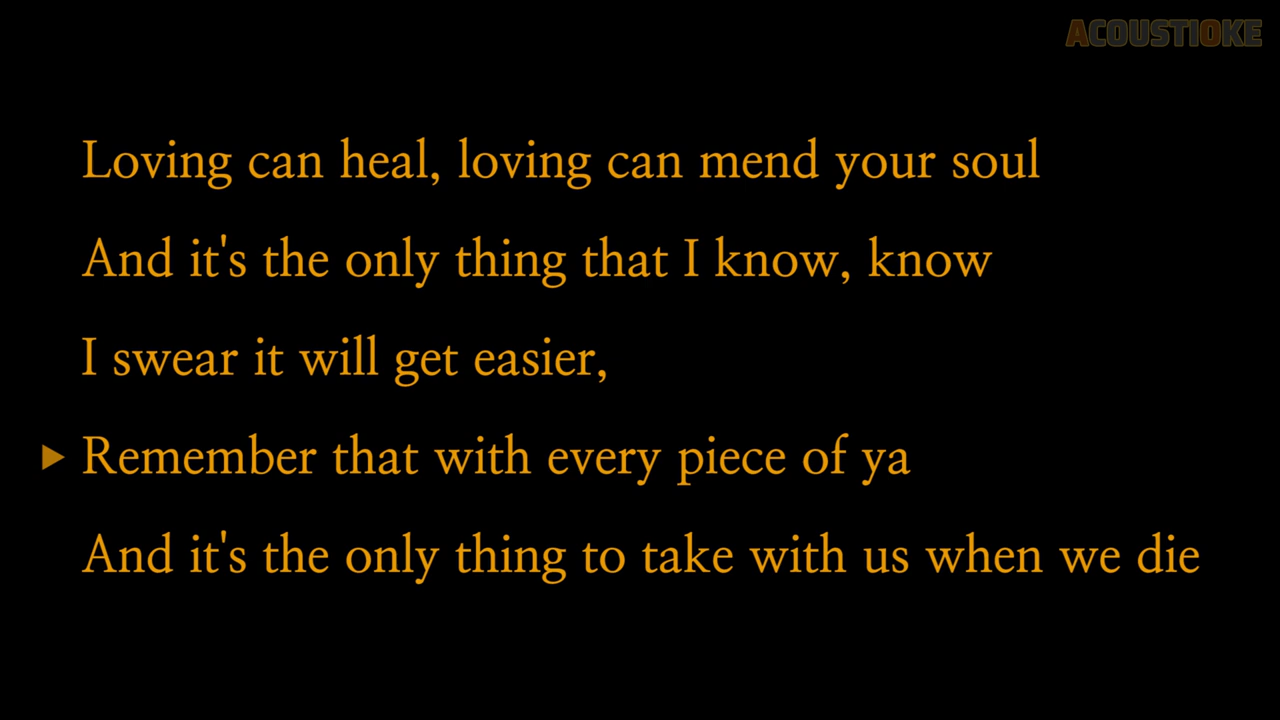 ACOUSTIOKE
Loving can heal, loving can mend your soul
And it's the only thing that I know, know
I swear it will get easier,
Remember that with every piece of ya
And it's the only thing to take with us when we die